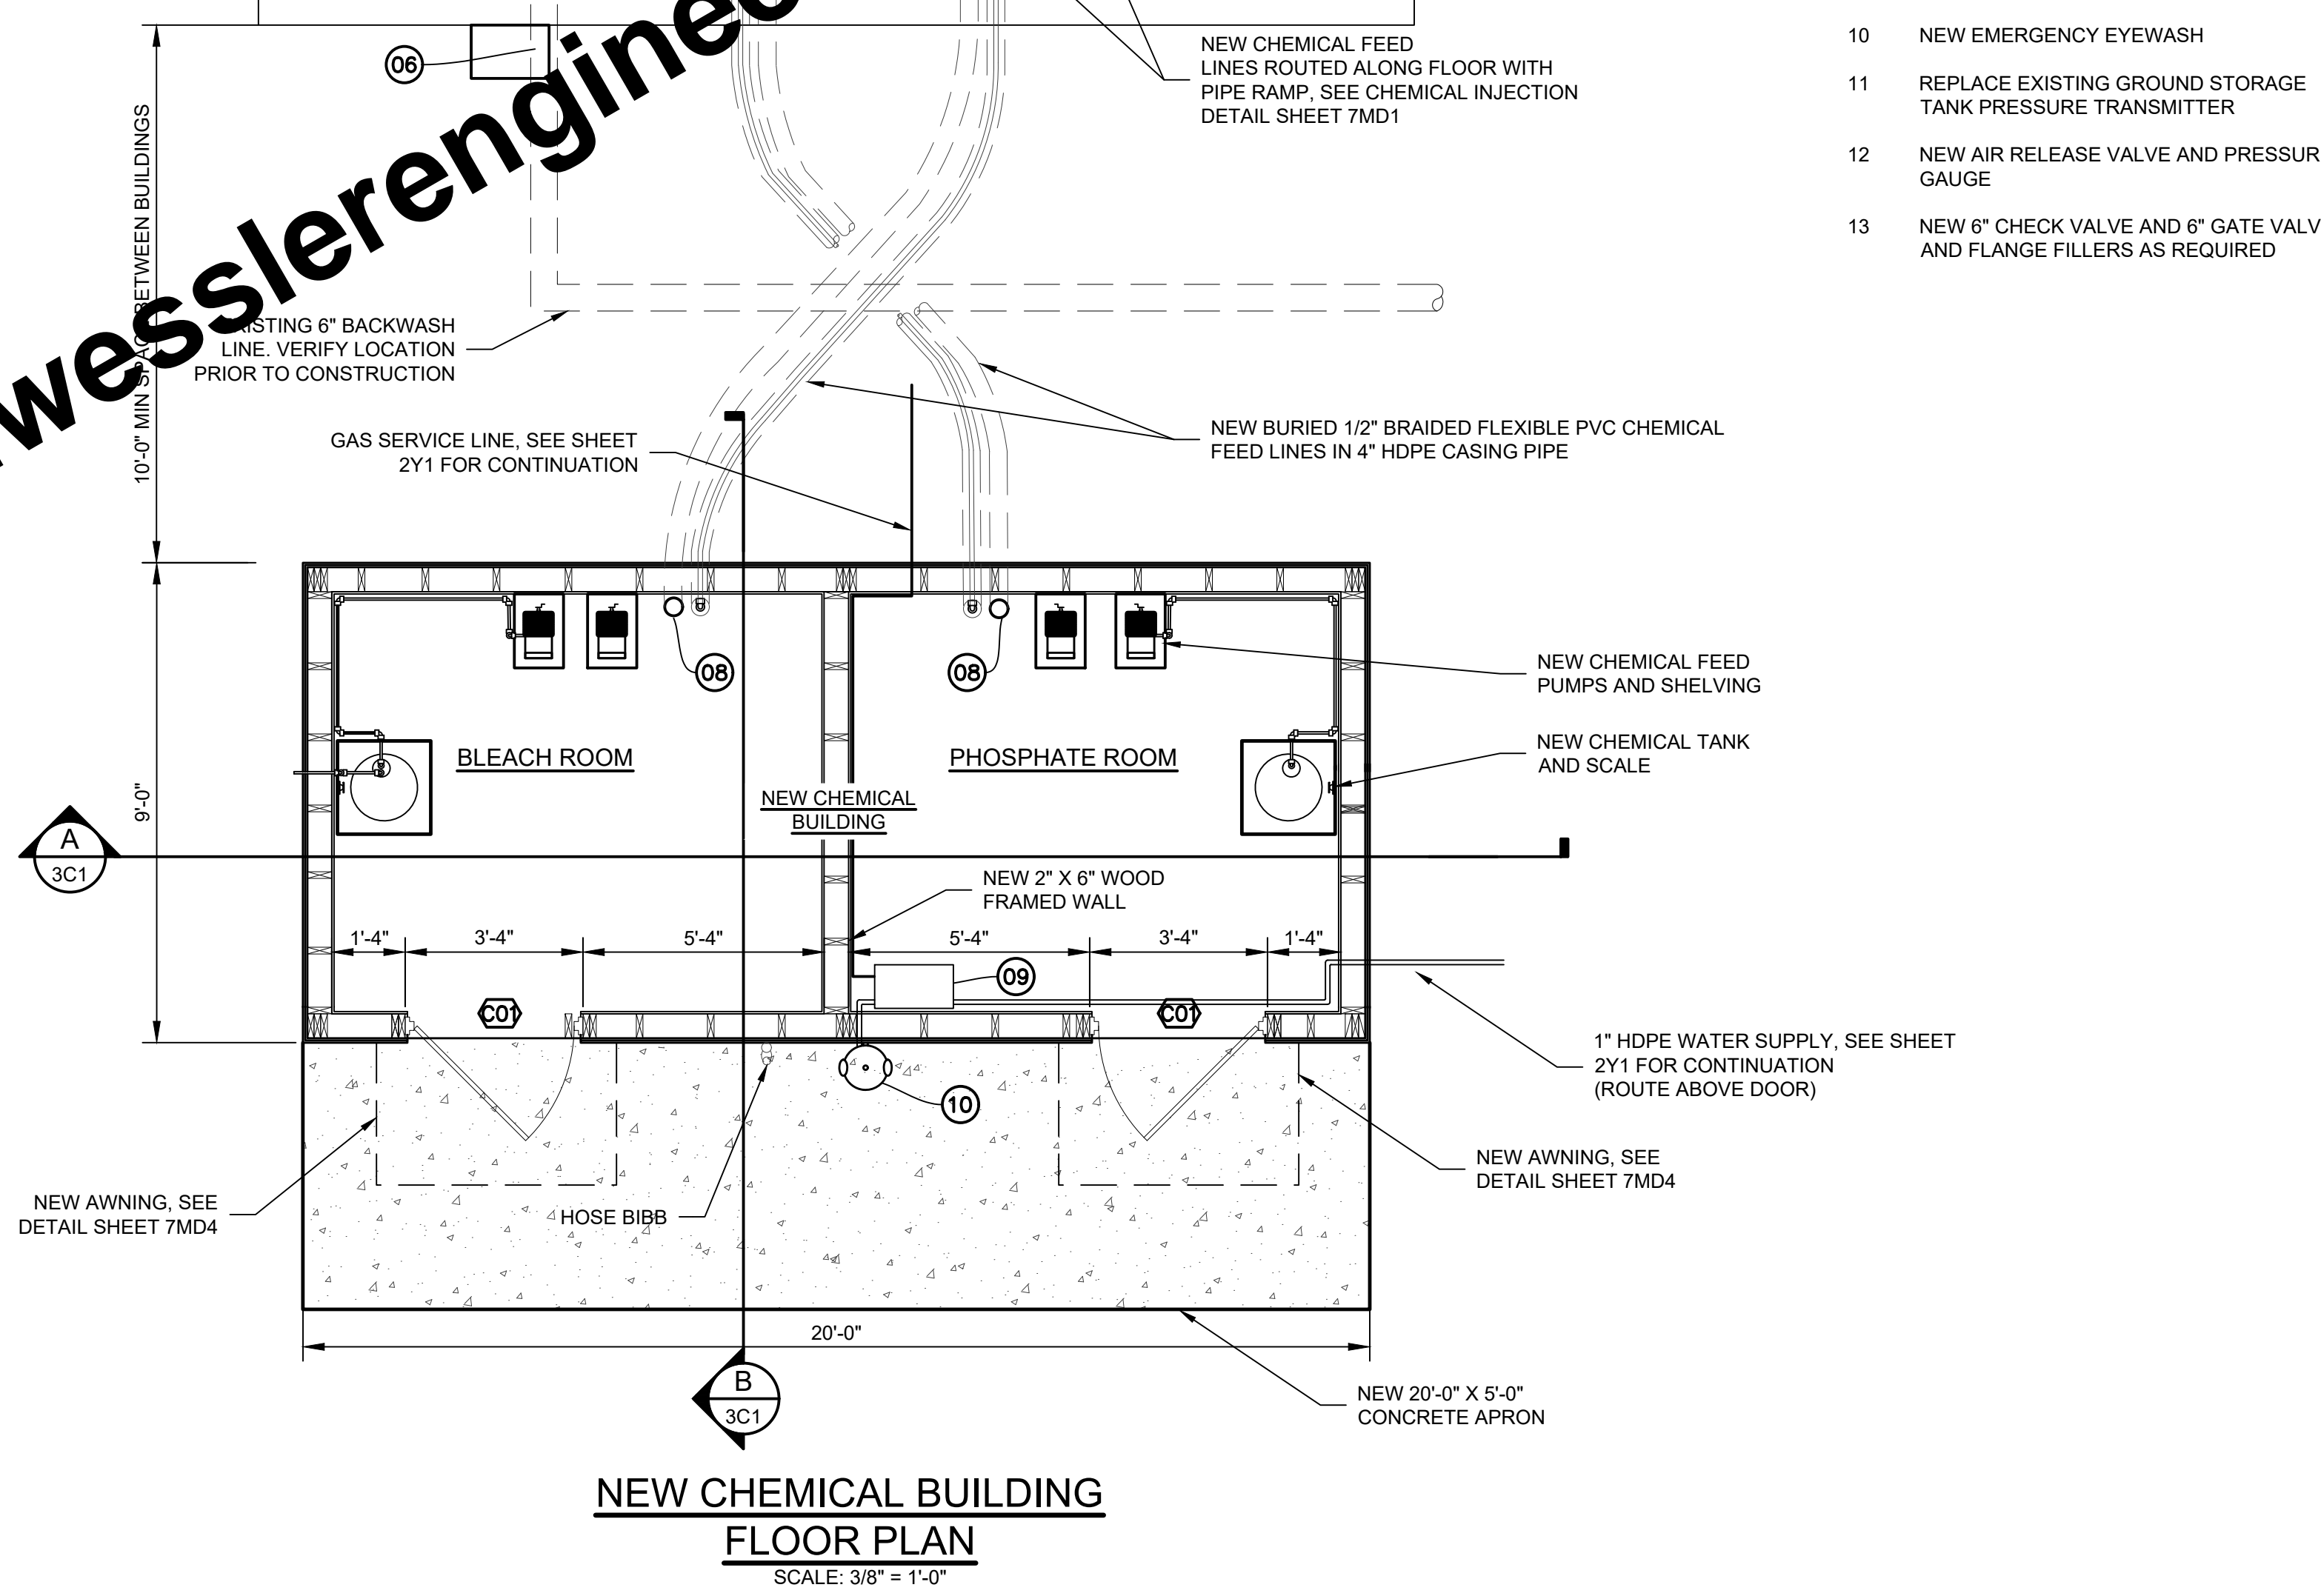 wesslerenginee
06
10'-0" MIN SPACE BETWEEN BUILDINGS
NEW CHEMICAL FEED
LINES ROUTED ALONG FLOOR WITH
PIPE RAMP, SEE CHEMICAL INJECTION
DETAIL SHEET 7MD1
10 NEW EMERGENCY EYEWASH
11 REPLACE EXISTING GROUND STORAGE
TANK PRESSURE TRANSMITTER
12 NEW AIR RELEASE VALVE AND PRESSUR
GAUGE
13 NEW 6" CHECK VALVE AND 6" GATE VALV
AND FLANGE FILLERS AS REQUIRED
EXISTING 6" BACKWASH
LINE. VERIFY LOCATION
PRIOR TO CONSTRUCTION
GAS SERVICE LINE, SEE SHEET
2Y1 FOR CONTINUATION
NEW BURIED 1/2" BRAIDED FLEXIBLE PVC CHEMICAL
FEED LINES IN 4" HDPE CASING PIPE
08
08
NEW CHEMICAL FEED
PUMPS AND SHELVING
BLEACH ROOM
PHOSPHATE ROOM
NEW CHEMICAL TANK
AND SCALE
9'-0"
NEW CHEMICAL
BUILDING
A
3C1
NEW 2" X 6" WOOD
FRAMED WALL
1'-4"
3'-4"
5'-4"
5'-4"
3'-4"
1'-4"
09
C01
C01
1" HDPE WATER SUPPLY, SEE SHEET
2Y1 FOR CONTINUATION
(ROUTE ABOVE DOOR)
10
NEW AWNING, SEE
DETAIL SHEET 7MD4
NEW AWNING, SEE
DETAIL SHEET 7MD4
HOSE BIBB
20'-0"
B
3C1
NEW 20'-0" X 5'-0"
CONCRETE APRON
NEW CHEMICAL BUILDING
FLOOR PLAN
SCALE: 3/8" = 1'-0"